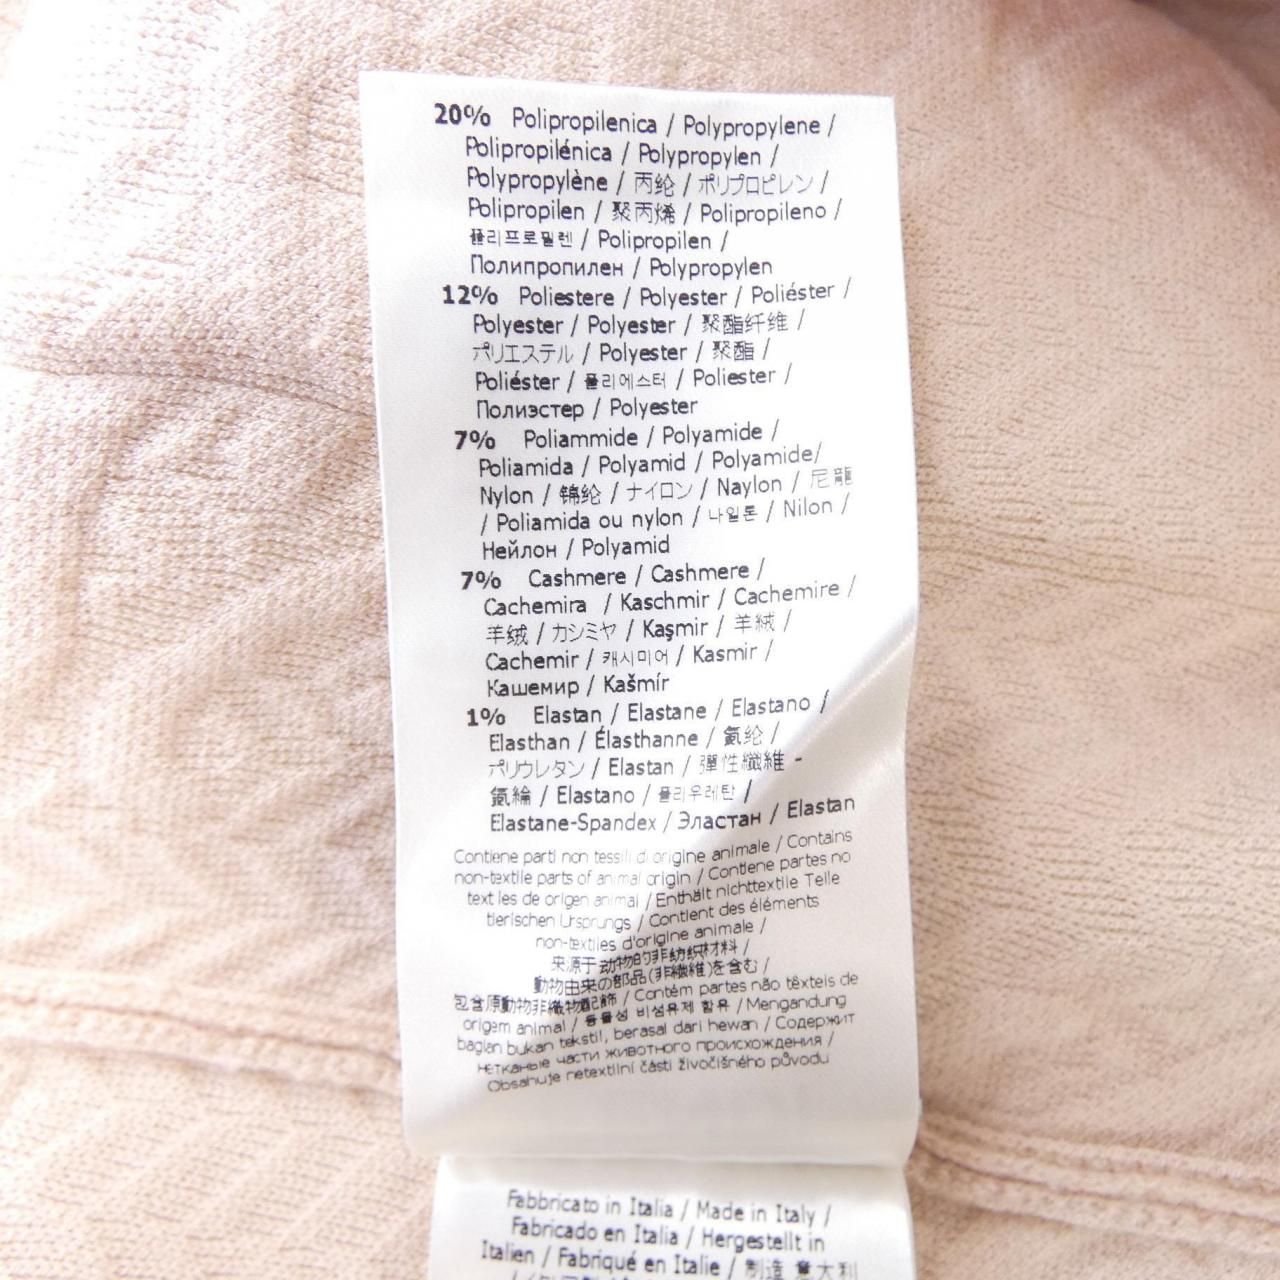 20% Polipropilenica / Polypropylene /
Polipropilénica / Polypropylen /
Polypropylène / 丙纶 / ポリプロピレン /
Polipropilen / 聚丙烯 / Polipropileno /
폴리프로필렌 / Polipropilen /
Полипропилен / Polypropylen
12% Poliestere / Polyester / Poliéster /
Polyester / Polyester / 聚酯纤维 /
ポリエステル / Polyester / 聚酯 /
Poliéster / 폴리에스터 / Poliester /
Полиэстер / Polyester
7% Poliammide / Polyamide /
Poliamida / Polyamid / Polyamide/
Nylon / 锦纶 / ナイロン / Naylon / 尼龍
/ Poliamida ou nylon / 나일론 / Nilon /
Нейлон / Polyamid
7% Cashmere / Cashmere /
Cachemira / Kaschmir / Cachemire /
羊绒 / カシミヤ / Kaşmir / 羊絨 /
Cachemir / 캐시미어 / Kasmir /
Кашемир / Kašmír
1% Elastan / Elastane / Elastano /
Elasthan / Élasthanne / 氨纶 /
ポリウレタン / Elastan / 彈性纖維 -
氨綸 / Elastano / 폴리우레탄 /
Elastane-Spandex / Эластан / Elastan
Contiene parti non tessili di origine animale / Contains
non-textile parts of animal origin / Contiene partes no
textiles de origen animal / Enthält nichttextile Teile
tierischen Ursprungs / Contient des éléments
non-textiles d'origine animale /
来源于动物的非纺织材料 /
動物由来の部品(非繊維)を含む /
包含原動物非織物配飾 / Contém partes não têxteis de
origem animal / 동물성 비섬유제 함유 / Mengandung
bagian bukan tekstil, berasal dari hewan / Содержит
нетканые части животного происхождения /
Obsahuje netextilní části živočišného původu
Fabbricato in Italia / Made in Italy /
Fabricado en Italia / Hergestellt in
Italien / Fabriqué en Italie / 制造 意大利